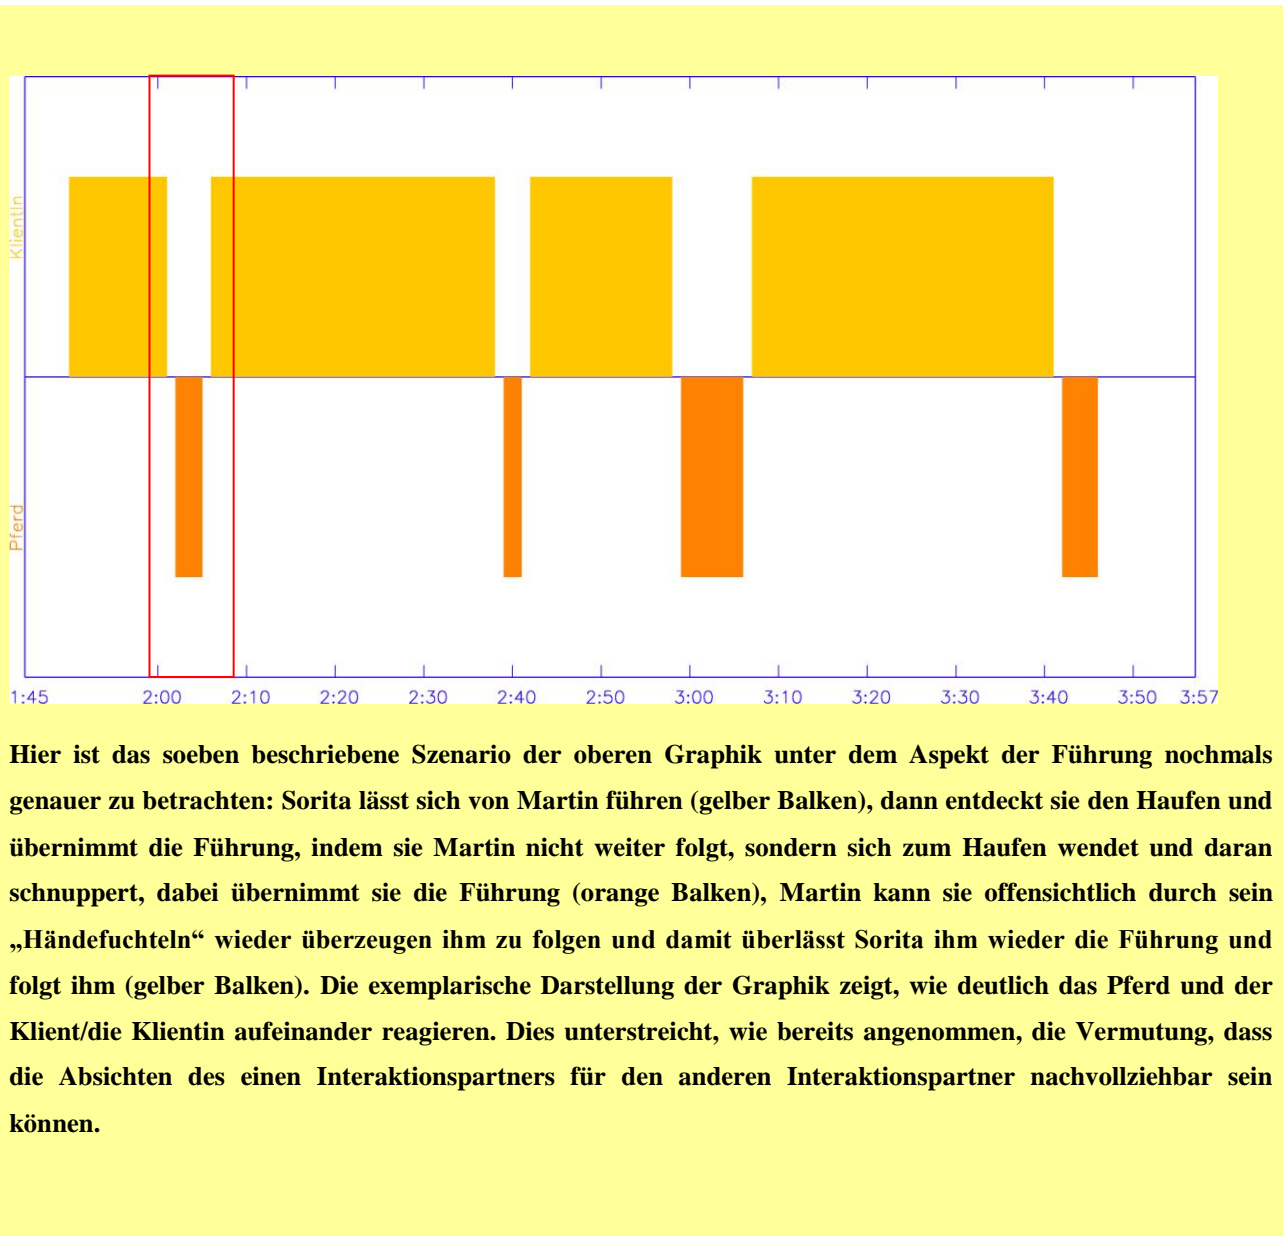 KlientIn
Pferd
1:45 2:00 2:10 2:20 2:30 2:40 2:50 3:00 3:10 3:20 3:30 3:40 3:50 3:57
Hier ist das soeben beschriebene Szenario der oberen Graphik unter dem Aspekt der Führung nochmals
genauer zu betrachten: Sorita lässt sich von Martin führen (gelber Balken), dann entdeckt sie den Haufen und
übernimmt die Führung, indem sie Martin nicht weiter folgt, sondern sich zum Haufen wendet und daran
schnuppert, dabei übernimmt sie die Führung (orange Balken), Martin kann sie offensichtlich durch sein
„Händefuchteln“ wieder überzeugen ihm zu folgen und damit überlässt Sorita ihm wieder die Führung und
folgt ihm (gelber Balken). Die exemplarische Darstellung der Graphik zeigt, wie deutlich das Pferd und der
Klient/die Klientin aufeinander reagieren. Dies unterstreicht, wie bereits angenommen, die Vermutung, dass
die Absichten des einen Interaktionspartners für den anderen Interaktionspartner nachvollziehbar sein
können.